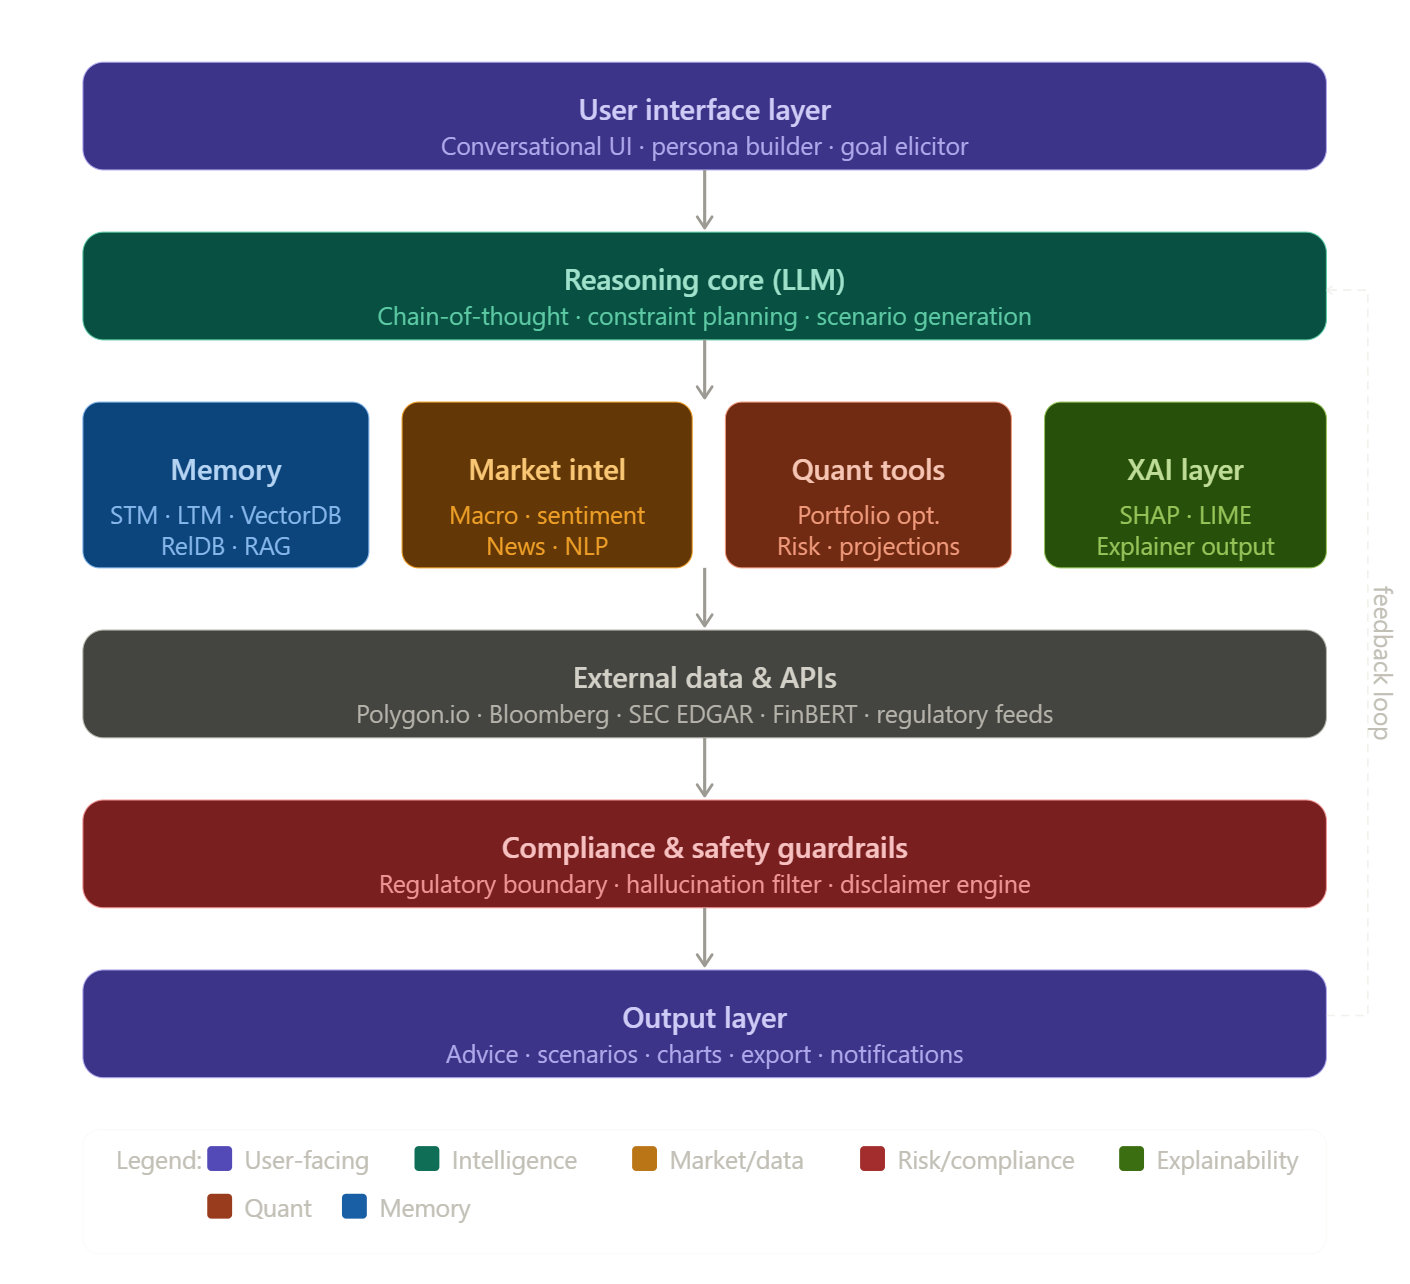 User interface layer
Conversational UI · persona builder · goal elicitor
Reasoning core (LLM)
Chain-of-thought · constraint planning · scenario generation
Memory
STM · LTM · VectorDB
RelDB · RAG
Market intel
Macro · sentiment
News · NLP
Quant tools
Portfolio opt.
Risk · projections
XAI layer
SHAP · LIME
Explainer output
feedback loop
External data & APIs
Polygon.io · Bloomberg · SEC EDGAR · FinBERT · regulatory feeds
Compliance & safety guardrails
Regulatory boundary · hallucination filter · disclaimer engine
Output layer
Advice · scenarios · charts · export · notifications
Legend: User-facing Intelligence Market/data Risk/compliance Explainability
Quant Memory